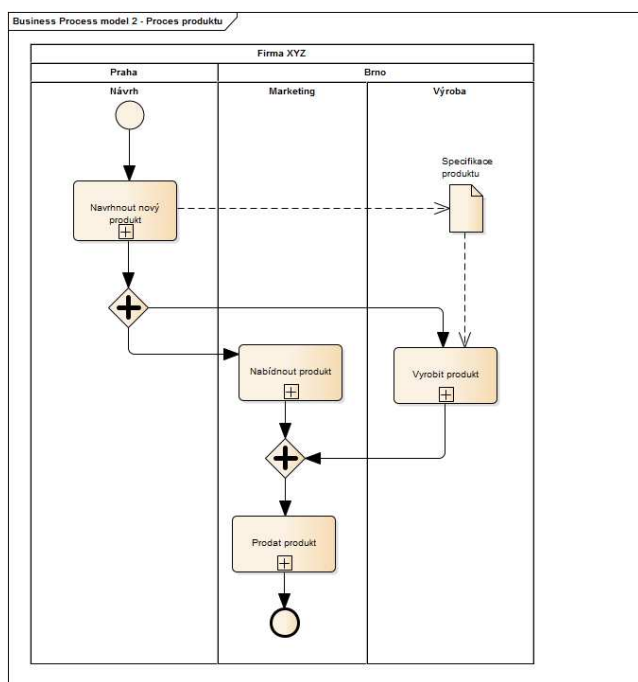 Business Process model 2 - Proces produktu
Firma XYZ
Praha
Brno
Návrh
Marketing
Výroba
Specifikace
produktu
Navrhnout nový
produkt
Nabídnout produkt
Vyrobit produkt
Prodat produkt